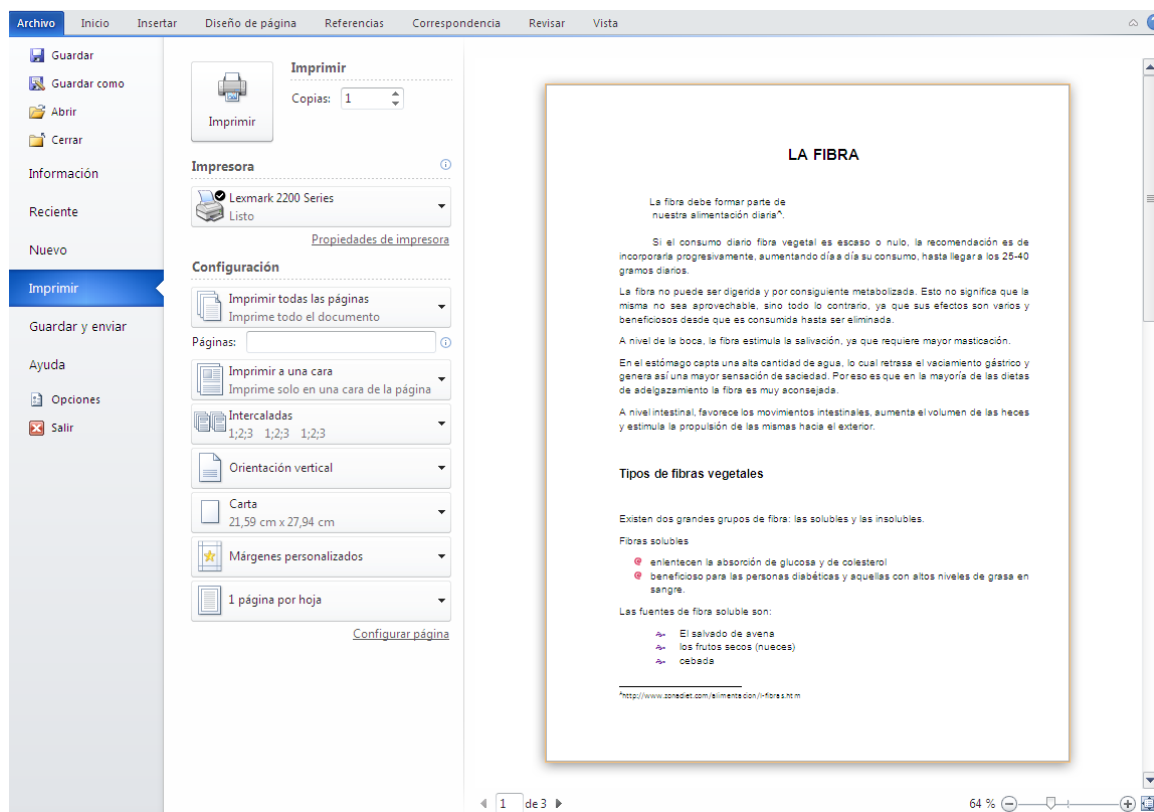 Archivo Inicio Insertar Diseño de página Referencias Correspondencia Revisar Vista
Guardar
Guardar como
Abrir
Cerrar
Información
Reciente
Nuevo
Imprimir
Guardar y enviar
Ayuda
Opciones
Salir
Imprimir
Imprimir
Copias: 1
Impresora
Lexmark 2200 Series
Listo
Propiedades de impresora
Configuración
Imprimir todas las páginas
Imprime todo el documento
Páginas:
Imprimir a una cara
Imprime solo en una cara de la página
Intercaladas
1;2;3 1;2;3 1;2;3
Orientación vertical
Carta
21,59 cm x 27,94 cm
Márgenes personalizados
1 página por hoja
Configurar página
LA FIBRA
La fibra debe formar parte de
nuestra alimentación diaria^.
Si el consumo diario fibra vegetal es escaso o nulo, la recomendación es de
incorporarla progresivamente, aumentando día a día su consumo, hasta llegar a los 25-40
gramos diarios.
La fibra no puede ser digerida y por consiguiente metabolizada. Esto no significa que la
misma no sea aprovechable, sino todo lo contrario, ya que sus efectos son varios y
beneficiosos desde que es consumida hasta ser eliminada.
A nivel de la boca, la fibra estimula la salivación, ya que requiere mayor masticación.
En el estómago capta una alta cantidad de agua, lo cual retrasa el vaciamiento gástrico y
genera así una mayor sensación de saciedad. Por eso es que en la mayoría de las dietas
de adelgazamiento la fibra es muy aconsejada.
A nivel intestinal, favorece los movimientos intestinales, aumenta el volumen de las heces
y estimula la propulsión de las mismas hacia el exterior.
Tipos de fibras vegetales
Existen dos grandes grupos de fibra: las solubles y las insolubles.
Fibras solubles
enlentecen la absorción de glucosa y de colesterol
beneficioso para las personas diabéticas y aquellas con altos niveles de grasa en
sangre.
Las fuentes de fibra soluble son:
El salvado de avena
los frutos secos (nueces)
cebada
^http://www.zonadiet.com/alimentacion/l-fibras.htm
1 de 3
64 %